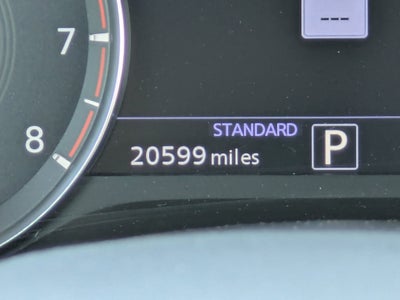 ---
7
STANDARD
8
20599 miles
P